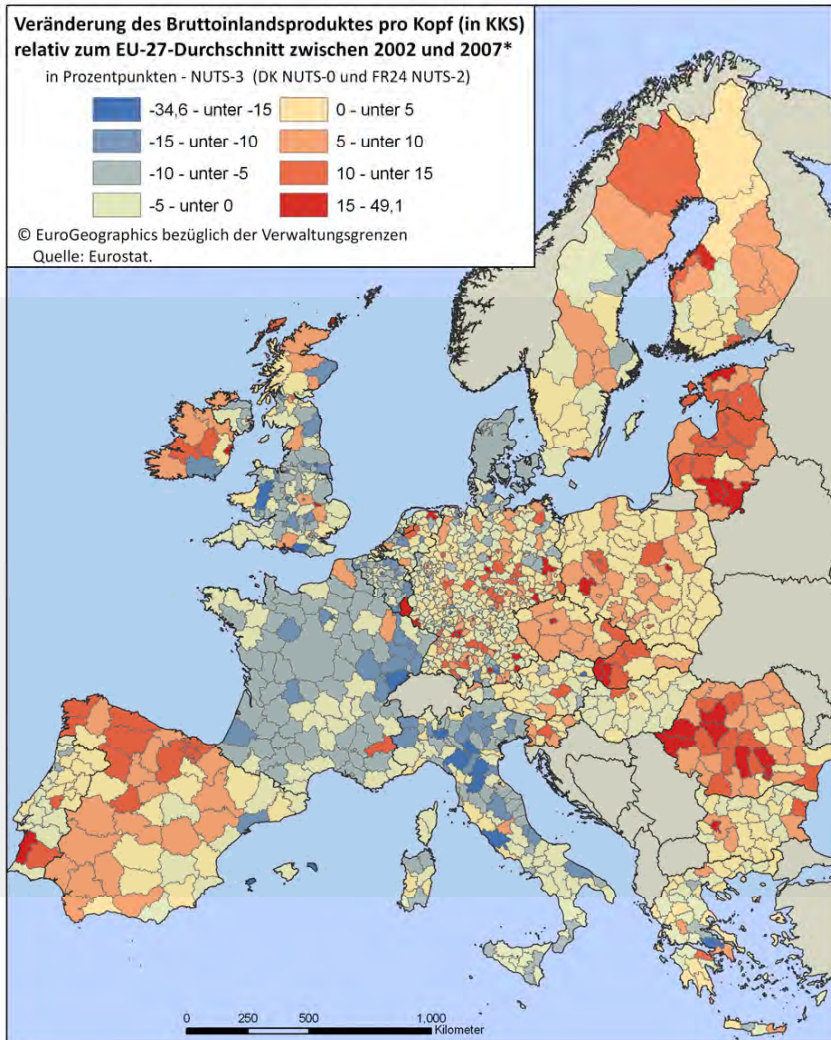 Veränderung des Bruttoinlandsproduktes pro Kopf (in KKS)
relativ zum EU-27-Durchschnitt zwischen 2002 und 2007*
in Prozentpunkten - NUTS-3 (DK NUTS-0 und FR24 NUTS-2)
-34,6 - unter -15
0 - unter 5
-15 - unter -10
5 - unter 10
-10 - unter -5
10 - unter 15
-5 - unter 0
15 - 49,1
© EuroGeographics bezüglich der Verwaltungsgrenzen
Quelle: Eurostat.
0 500 1,000
Kilometer